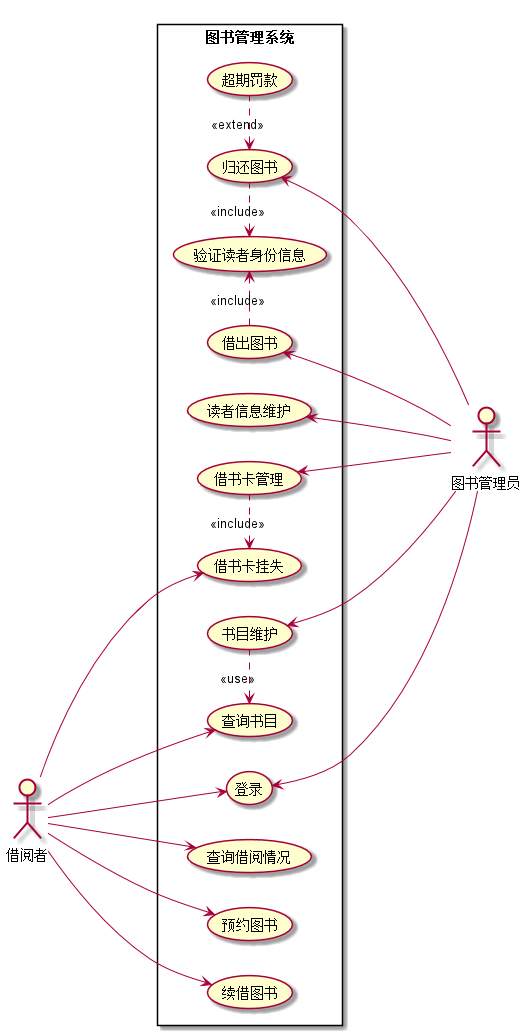 图书管理系统
超期罚款
«extend»
归还图书
«include»
验证读者身份信息
«include»
借出图书
读者信息维护
借书卡管理
«include»
借书卡挂失
书目维护
«use»
查询书目
登录
查询借阅情况
预约图书
续借图书
图书管理员
借阅者